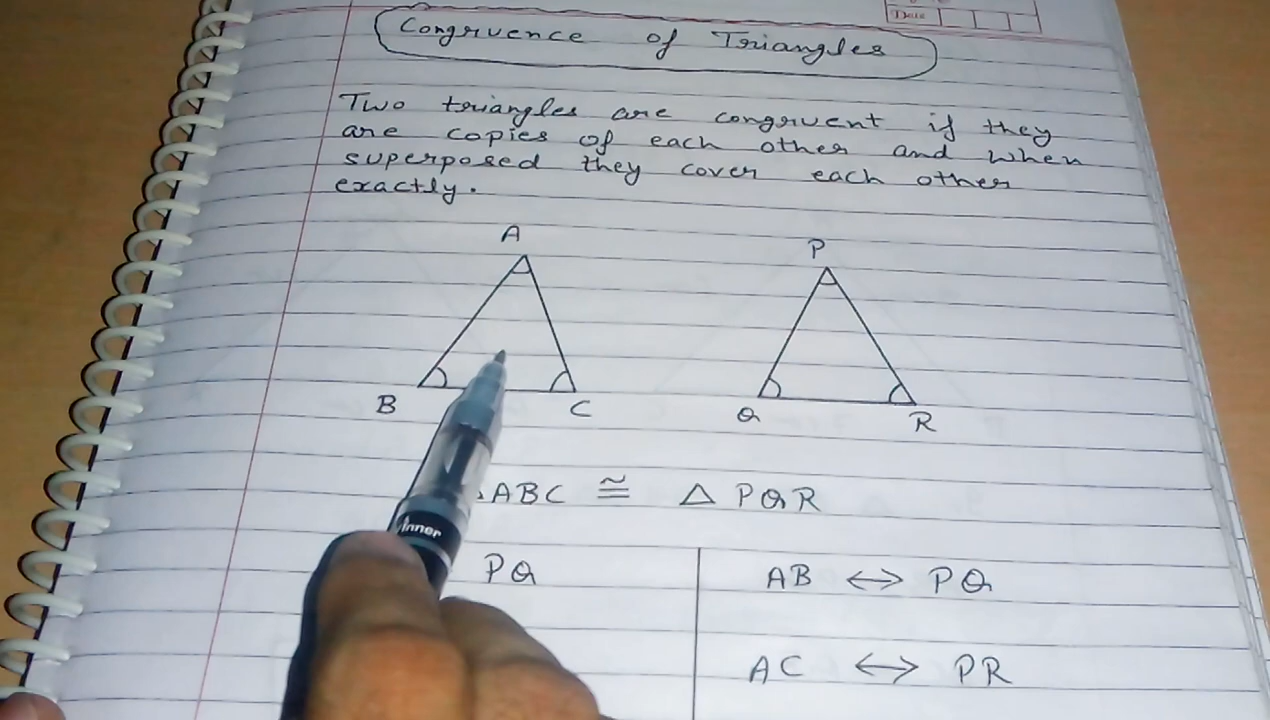 Date
Congruence of Triangles
Two triangles are congruent if they
are copies of each other and when
superposed they cover each other
exactly.
A
P
B
C
Q
R
ABC ≅ △ PQR
inner
PQ
AB ↔ PQ
AC ↔ PR